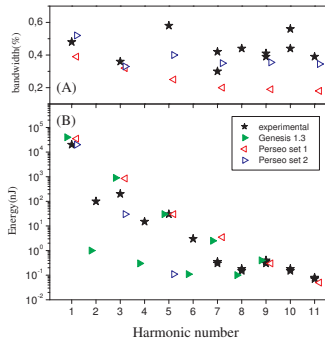 bandwidth(%)
0,6
0,4
0,2
(A)
(B)
Energy(nJ)
10^5
10^4
10^3
10^2
10^1
10^0
10^-1
10^-2
experimental
Genesis 1.3
Perseo set 1
Perseo set 2
1 2 3 4 5 6 7 8 9 10 11
Harmonic number